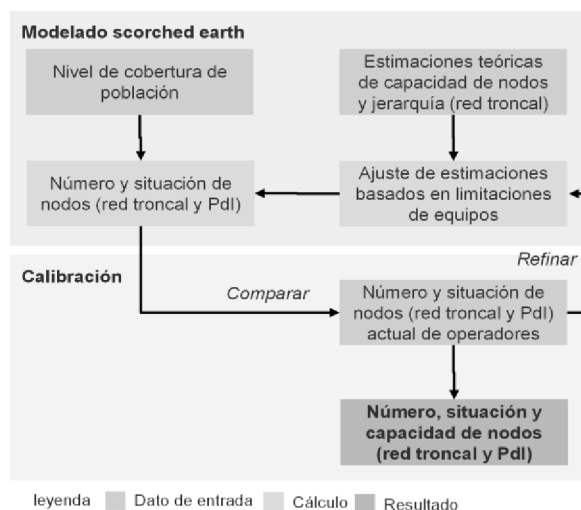 Modelado scorched earth
Nivel de cobertura de
población
Estimaciones teóricas
de capacidad de nodos
y jerarquía (red troncal)
Número y situación de
nodos (red troncal y PdI)
Ajuste de estimaciones
basados en limitaciones
de equipos
Refinar
Calibración
Comparar
Número y situación de
nodos (red troncal y PdI)
actual de operadores
Número, situación y
capacidad de nodos
(red troncal y PdI)
leyenda Dato de entrada Cálculo Resultado